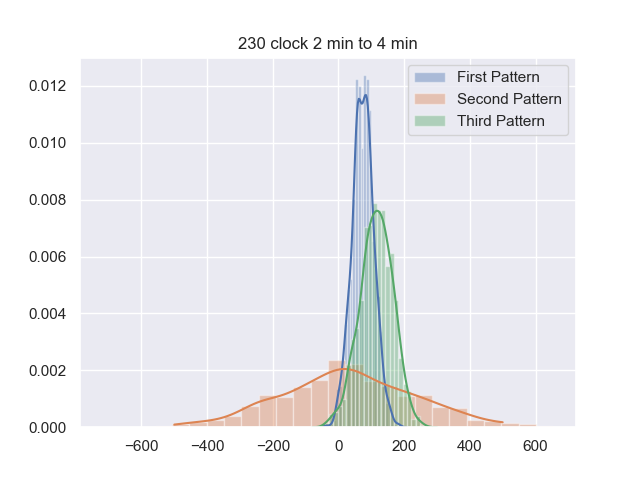 230 clock 2 min to 4 min
First Pattern
Second Pattern
Third Pattern
0.012
0.010
0.008
0.006
0.004
0.002
0.000
−600 −400 −200 0 200 400 600